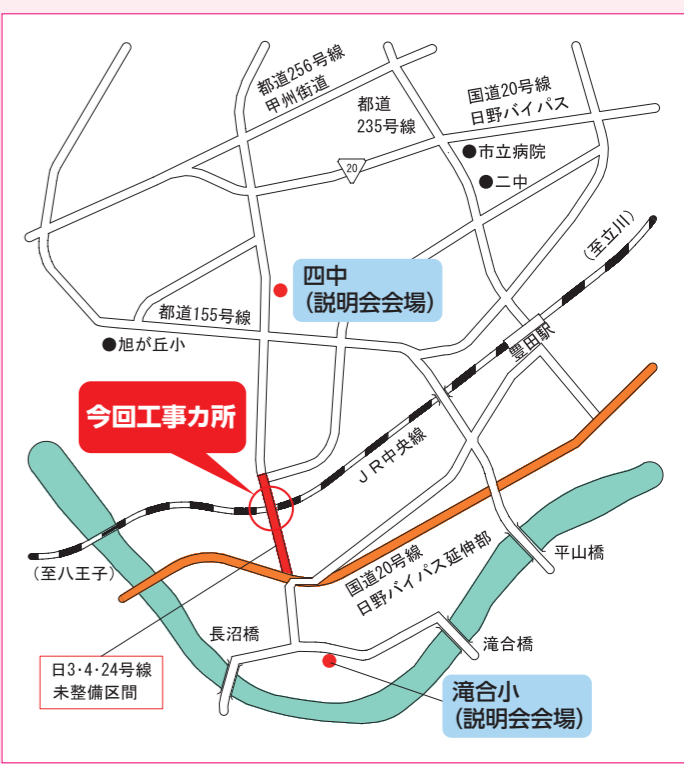 都道256号線
甲州街道
都道
235号線
国道20号線
日野バイパス
20
●市立病院
●二中
(至立川)
四中
(説明会会場)
都道155号線
●旭が丘小
豊田駅
今回工事カ所
JR中央線
(至八王子)
国道20号線
日野バイパス延伸部
平山橋
長沼橋
滝合橋
日3・4・24号線
未整備区間
滝合小
(説明会会場)